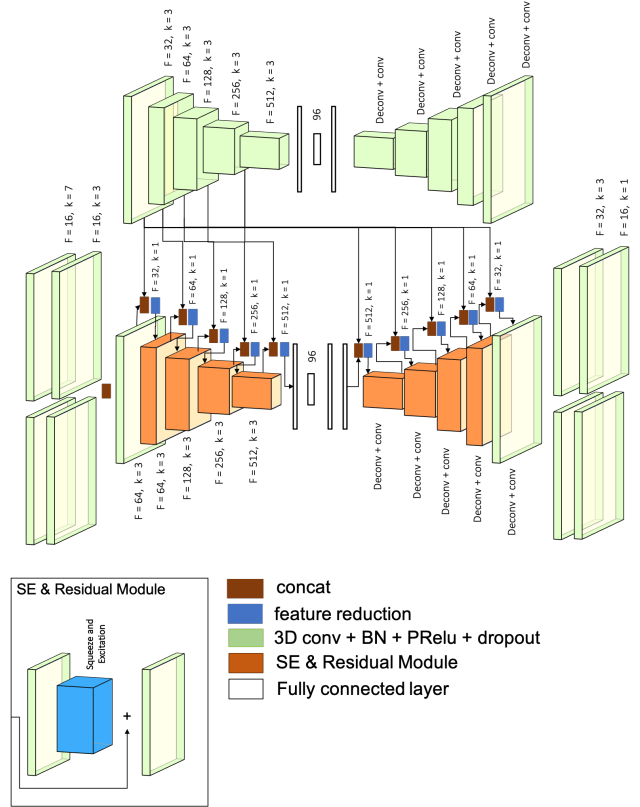 F = 32, k = 3
F = 64, k = 3
F = 128, k = 3
F = 256, k = 3
F = 512, k = 3
96
Deconv + conv
Deconv + conv
Deconv + conv
Deconv + conv
Deconv + conv
F = 16, k = 7
F = 16, k = 3
F = 32, k = 3
F = 16, k = 1
F = 32, k = 1
F = 64, k = 1
F = 128, k = 1
F = 256, k = 1
F = 512, k = 1
96
F = 512, k = 1
F = 256, k = 1
F = 128, k = 1
F = 64, k = 1
F = 32, k = 1
F = 64, k = 3
F = 64, k = 3
F = 128, k = 3
F = 256, k = 3
F = 512, k = 3
Deconv + conv
Deconv + conv
Deconv + conv
Deconv + conv
Deconv + conv
SE & Residual Module
Squeeze and
Excitation
+
concat
feature reduction
3D conv + BN + PRelu + dropout
SE & Residual Module
Fully connected layer